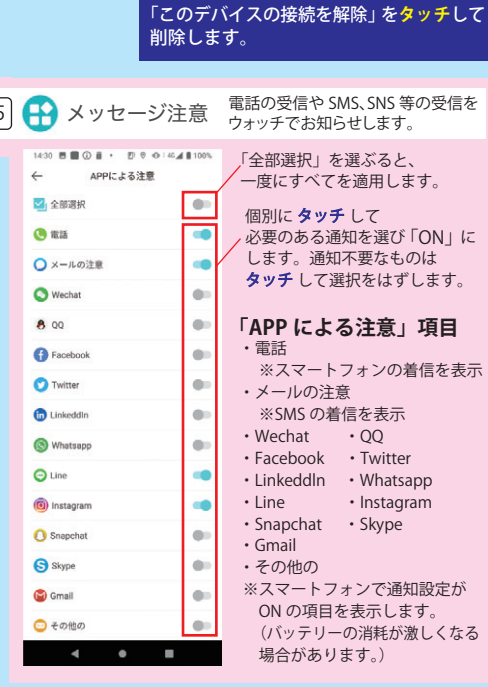 「このデバイスの接続を解除」をタッチして
削除します。
5 メッセージ注意
電話の受信や SMS、SNS 等の受信を
ウォッチでお知らせします。
14:30 46 100%
← APPによる注意
全部選択
電話
メールの注意
Wechat
QQ
Facebook
Twitter
LinkeddIn
Whatsapp
Line
Instagram
Snapchat
Skype
Gmail
その他の
「全部選択」を選ぶると、
一度にすべてを適用します。
個別に タッチ して
必要のある通知を選び「ON」に
します。通知不要なものは
タッチ して選択をはずします。
「APP による注意」項目
・電話
※スマートフォンの着信を表示
・メールの注意
※SMS の着信を表示
・Wechat ・QQ
・Facebook ・Twitter
・Linkeddln ・Whatsapp
・Line ・Instagram
・Snapchat ・Skype
・Gmail
・その他の
※スマートフォンで通知設定が
ON の項目を表示します。
（バッテリーの消耗が激しくなる
場合があります。）